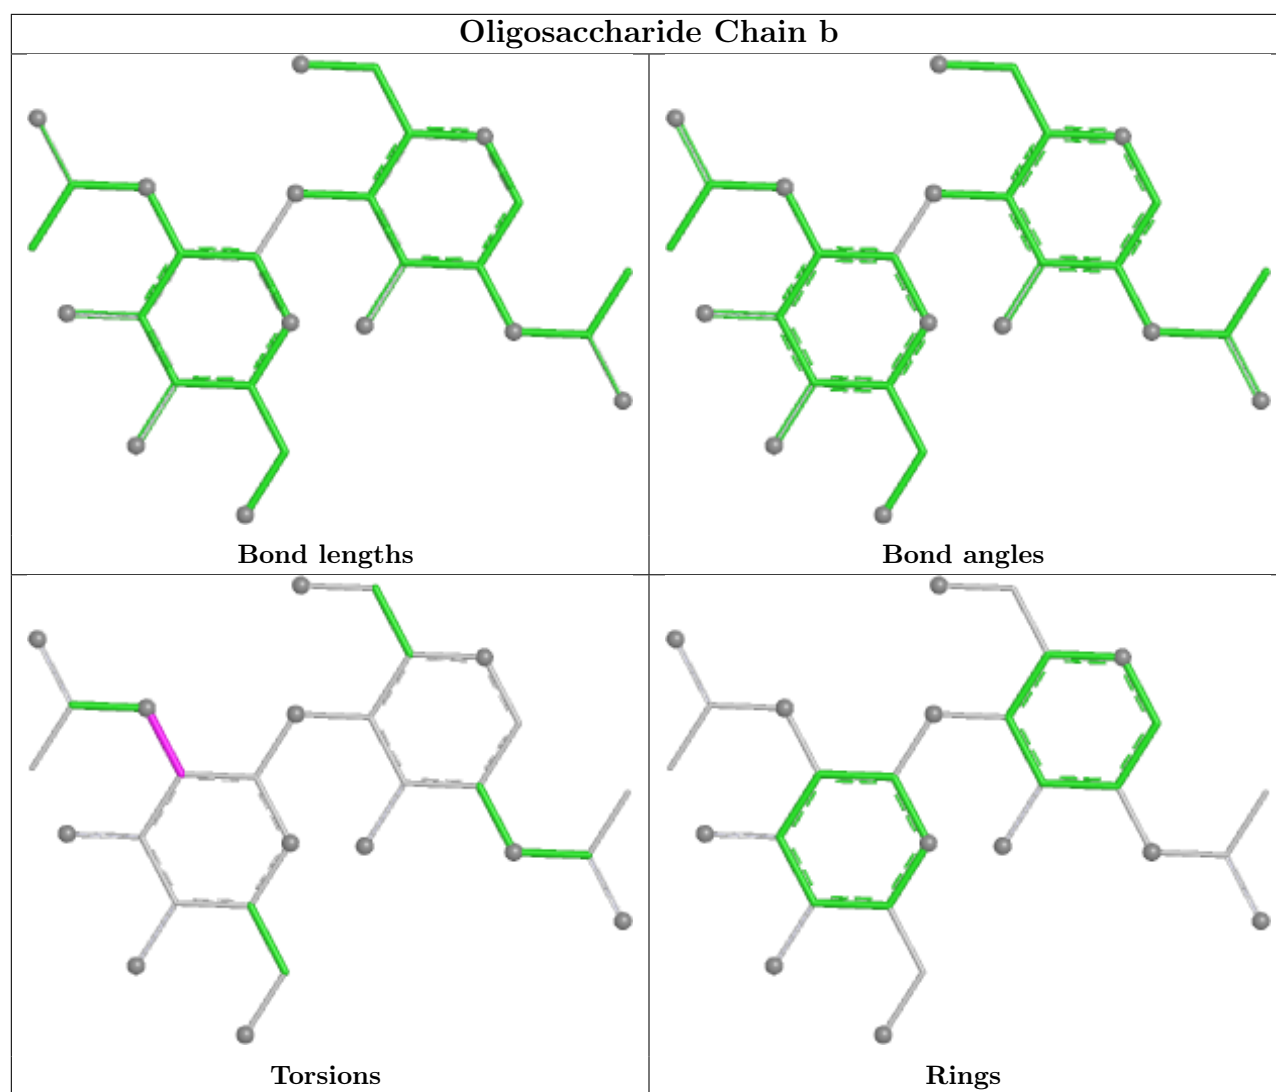 Oligosaccharide Chain b
Bond lengths
Bond angles
Torsions
Rings